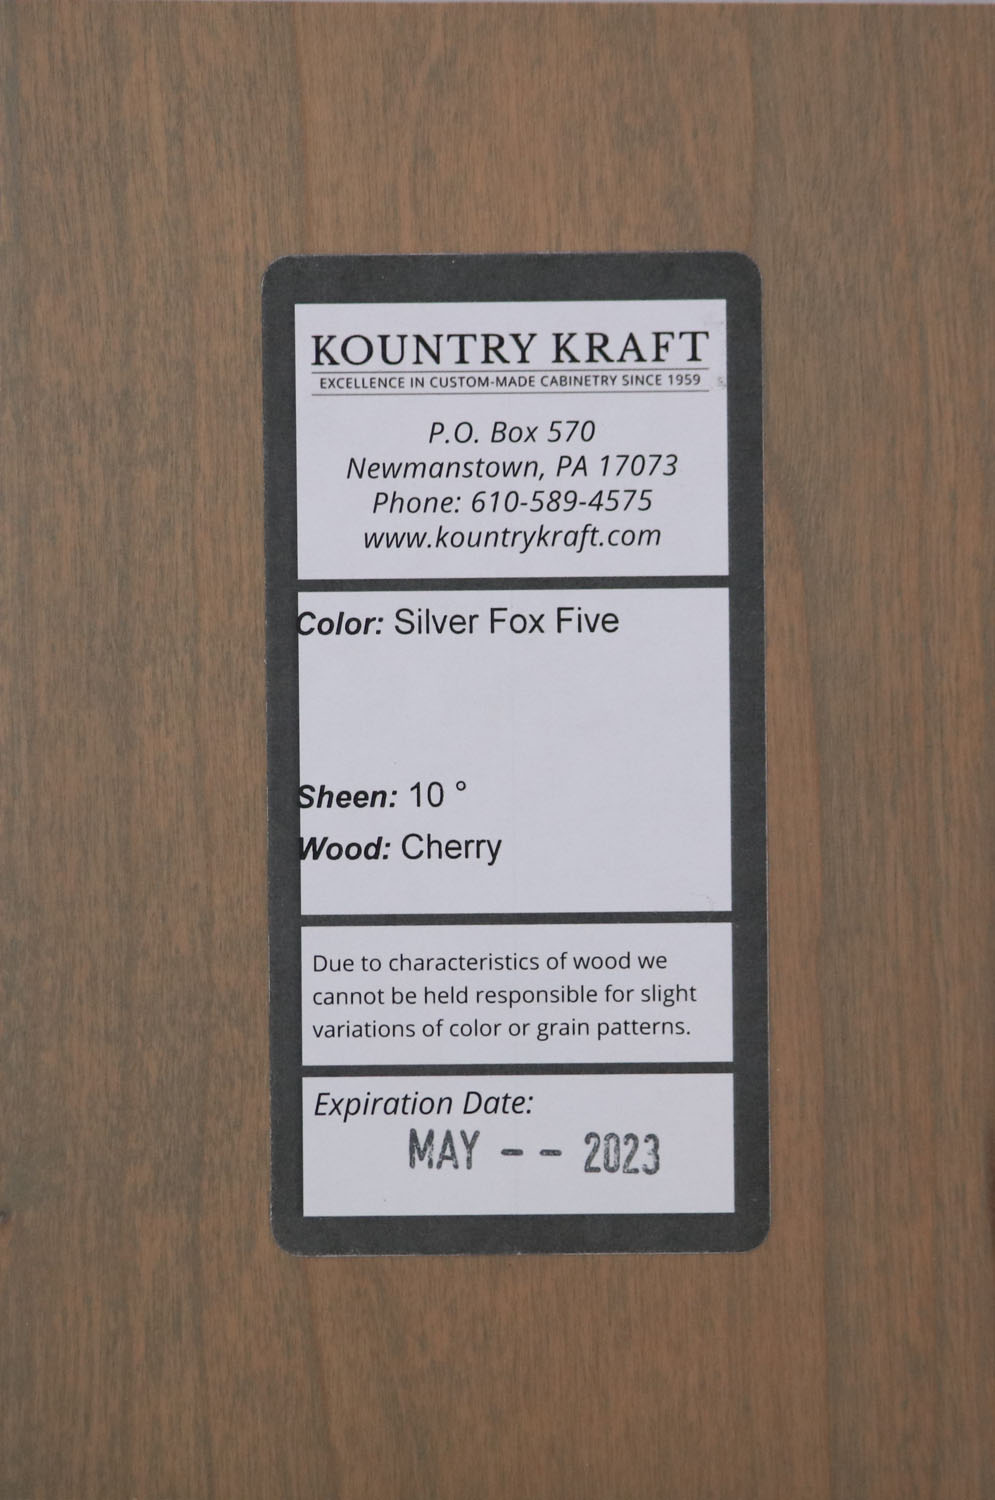 KOUNTRY KRAFT
EXCELLENCE IN CUSTOM-MADE CABINETRY SINCE 1959
P.O. Box 570
Newmanstown, PA 17073
Phone: 610-589-4575
www.kountrykraft.com
Color: Silver Fox Five
Sheen: 10 °
Wood: Cherry
Due to characteristics of wood we
cannot be held responsible for slight
variations of color or grain patterns.
Expiration Date:
MAY -- 2023